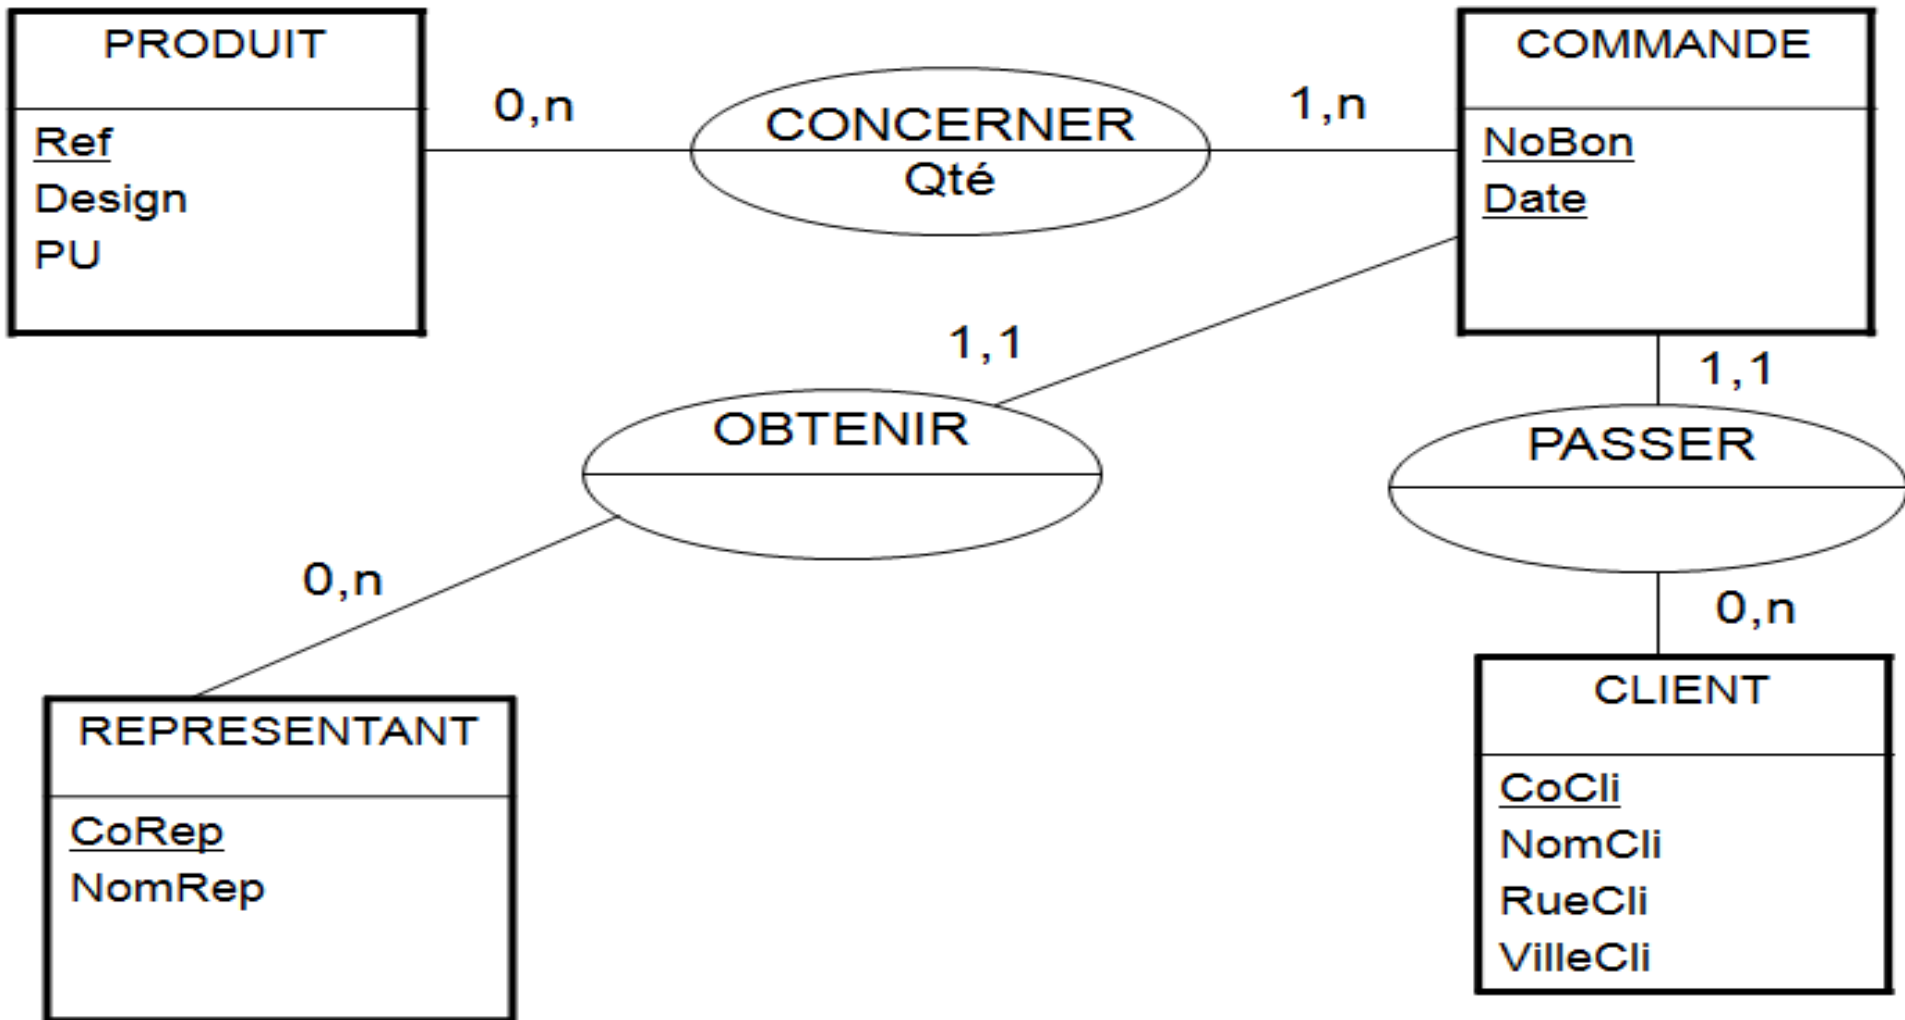 PRODUIT
Ref
Design
PU
0,n
CONCERNER
Qté
1,n
COMMANDE
NoBon
Date
1,1
OBTENIR
0,n
1,1
PASSER
0,n
REPRESENTANT
CoRep
NomRep
CLIENT
CoCli
NomCli
RueCli
VilleCli